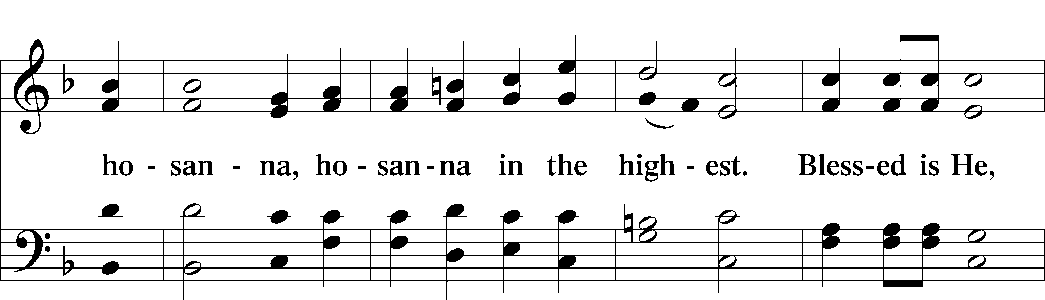 ho - san - na, ho - san - na in the high - est. Bless-ed is He,